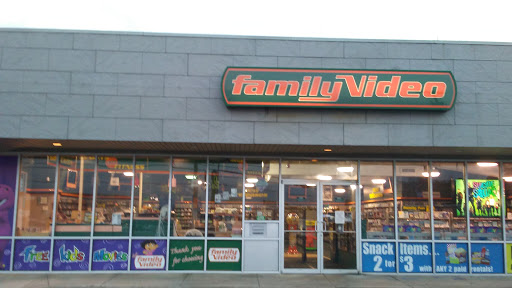 family Video
free
kids
Movies
Thank you
for choosing
family
Video
family
Video
Snack Items....
2 for $3 with ANY 2 paid rentals!